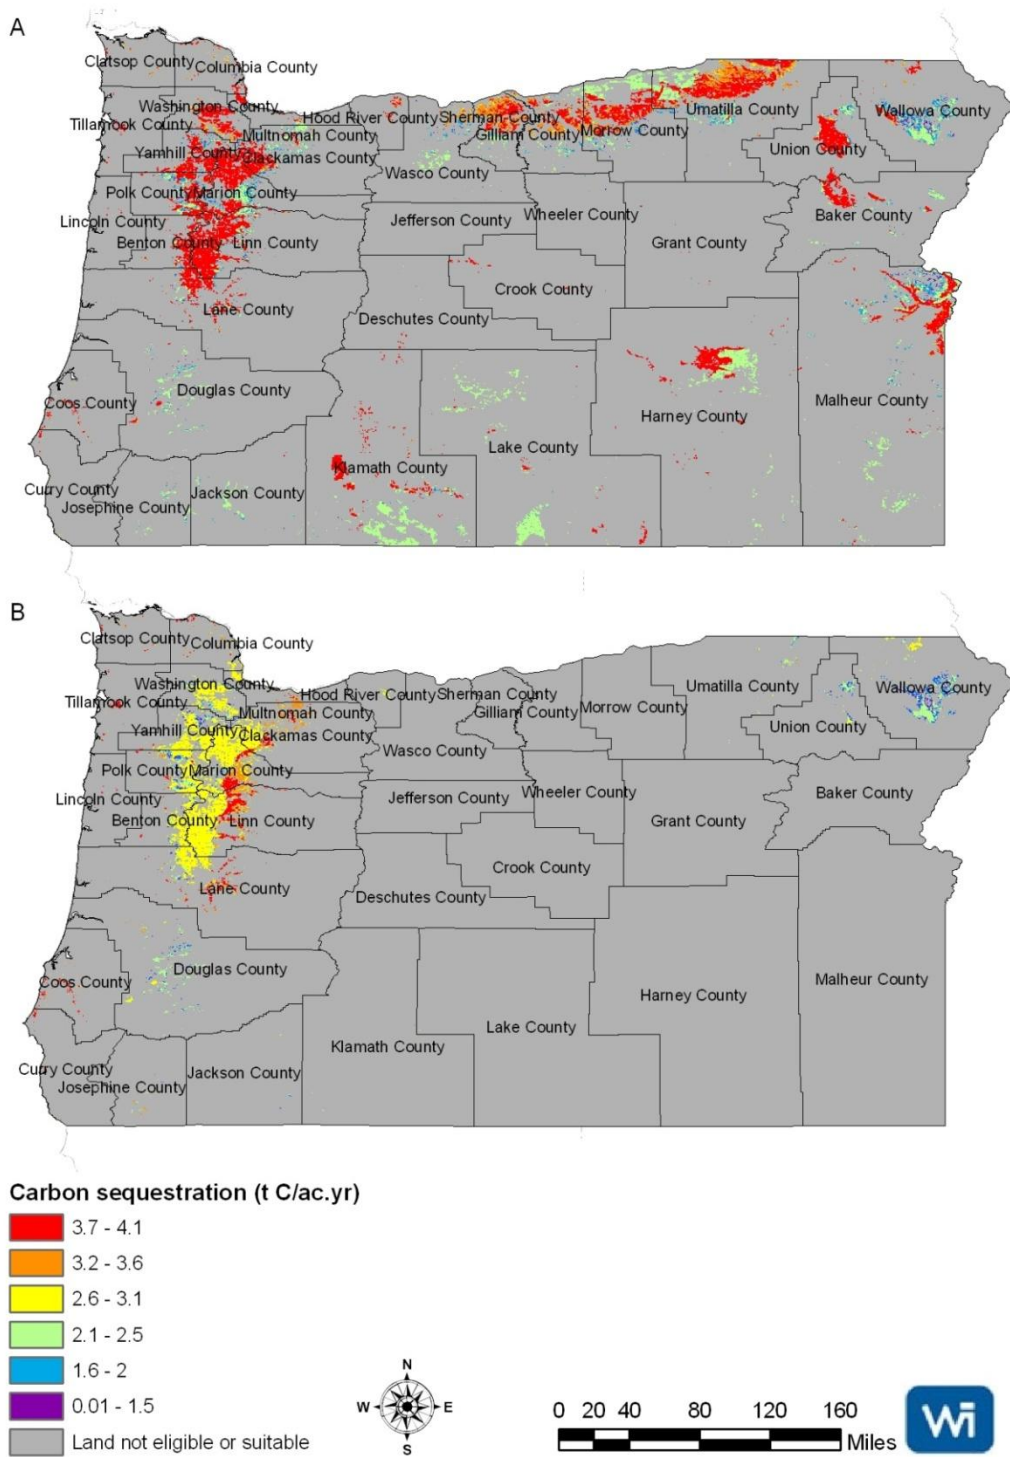 A
Clatsop County
Columbia County
Washington County
Tillamook County
Hood River County
Sherman County
Umatilla County
Wallowa County
Multnomah County
Gilliam County
Morrow County
Union County
Yamhill County
Clackamas County
Wasco County
Polk County
Marion County
Lincoln County
Jefferson County
Wheeler County
Grant County
Baker County
Benton County
Linn County
Crook County
Lane County
Deschutes County
Douglas County
Coos County
Harney County
Malheur County
Lake County
Klamath County
Curry County
Jackson County
Josephine County
B
Clatsop County
Columbia County
Washington County
Tillamook County
Hood River County
Sherman County
Umatilla County
Wallowa County
Multnomah County
Gilliam County
Morrow County
Union County
Yamhill County
Clackamas County
Wasco County
Polk County
Marion County
Lincoln County
Jefferson County
Wheeler County
Grant County
Baker County
Benton County
Linn County
Crook County
Lane County
Deschutes County
Douglas County
Coos County
Harney County
Malheur County
Lake County
Klamath County
Curry County
Jackson County
Josephine County
Carbon sequestration (t C/ac.yr)
3.7 - 4.1
3.2 - 3.6
2.6 - 3.1
2.1 - 2.5
1.6 - 2
0.01 - 1.5
Land not eligible or suitable
N
W E
S
0 20 40 80 120 160
Miles
Wi